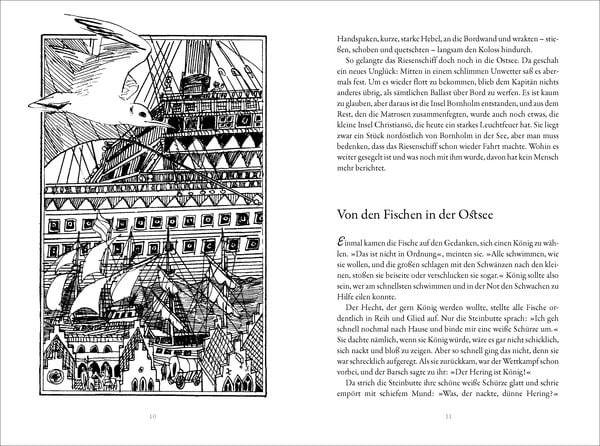 Handspaken, kurze, starke Hebel, an die Bordwand und wrakten – stie-
ßen, schoben und quetschten – langsam den Koloss hindurch.
So gelangte das Riesenschiff doch noch in die Ostsee. Da geschah
ein neues Unglück: Mitten in einem schlimmen Unwetter saß es aber-
mals fest. Um es wieder flott zu bekommen, blieb dem Kapitän nichts
anderes übrig, als sämtlichen Ballast über Bord zu werfen. Es ist kaum
zu glauben, aber daraus ist die Insel Bornholm entstanden, und aus dem
Rest, den die Matrosen zusammenfegten, wurde auch noch etwas, die
kleine Insel Christiansö, die heute ein starkes Leuchtfeuer hat. Sie liegt
zwar ein Stück nordöstlich von Bornholm in der See, aber man muss
bedenken, dass das Riesenschiff schon wieder Fahrt machte. Wohin es
weiter gesegelt ist und was noch mit ihm wurde, davon hat kein Mensch
mehr berichtet.
Von den Fischen in der Ostsee
Einmal kamen die Fische auf den Gedanken, sich einen König zu wäh-
len. »Das ist nicht in Ordnung«, meinten sie. »Alle schwimmen, wie
sie wollen, und die großen schlagen mit den Schwänzen nach den klei-
nen, stoßen sie beiseite oder verschlucken sie sogar.« König sollte also
sein, wer am schnellsten schwimmen und in der Not den Schwachen zu
Hilfe eilen konnte.
Der Hecht, der gern König werden wollte, stellte alle Fische or-
dentlich in Reih und Glied auf. Nur die Steinbutte sprach: »Ich geh
schnell nochmal nach Hause und binde mir eine weiße Schürze um.«
Sie dachte nämlich, wenn sie König würde, wäre es gar nicht schicklich,
sich nackt und bloß zu zeigen. Aber so schnell ging das nicht, denn sie
war schrecklich aufgeregt. Als sie zurückkam, war der Wettkampf schon
vorbei, und der Barsch sagte zu ihr: »Der Hering ist König!«
Da strich die Steinbutte ihre schöne weiße Schürze glatt und schrie
empört mit schiefem Mund: »Was, der nackte, dünne Hering?«
10
11